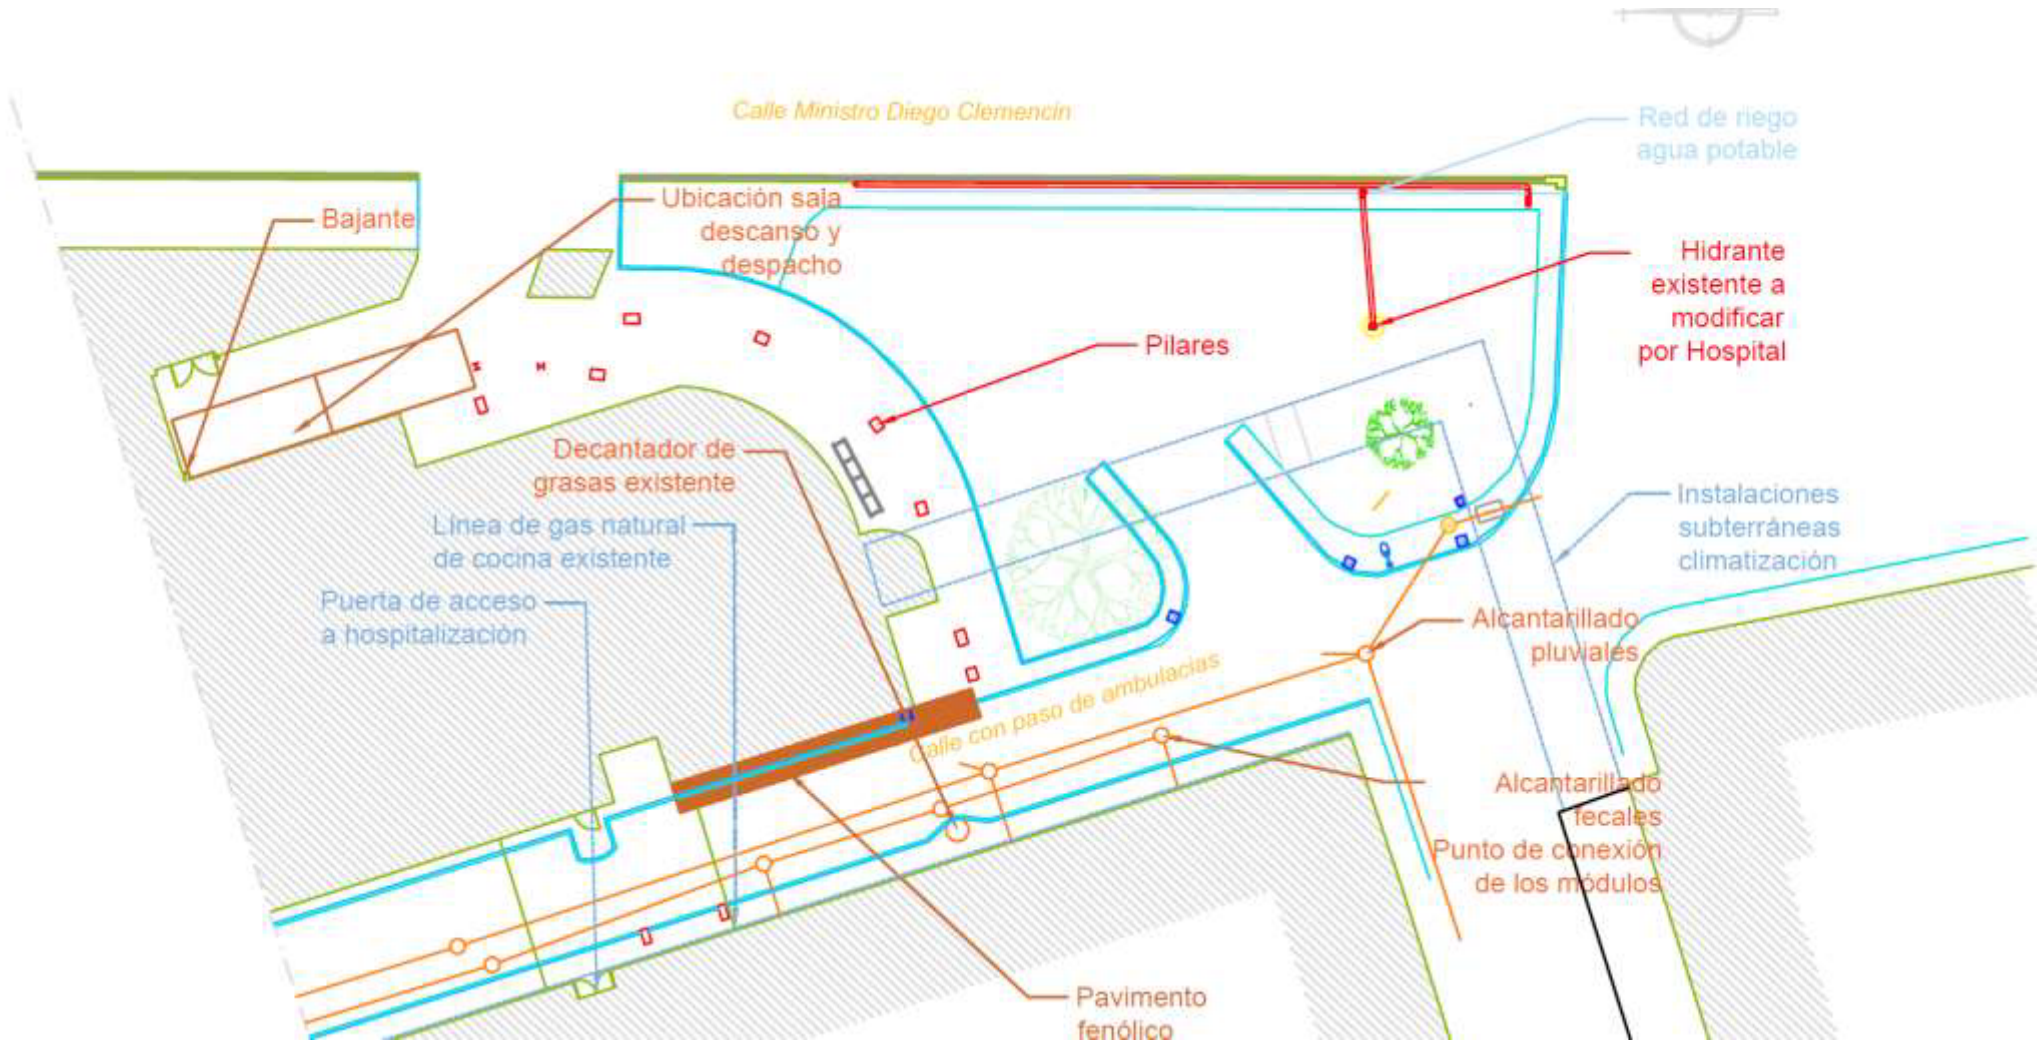 Calle Ministro Diego Clemencín
Red de riego
agua potable
Bajante
Ubicación sala
descanso y
despacho
Hidrante
existente a
modificar
por Hospital
Pilares
Decantador de
grasas existente
Línea de gas natural
de cocina existente
Instalaciones
subterráneas
climatización
Puerta de acceso
a hospitalización
Alcantarillado
pluviales
Calle con paso de ambulacias
Alcantarillado
fecales
Punto de conexión
de los módulos
Pavimento
fenólico